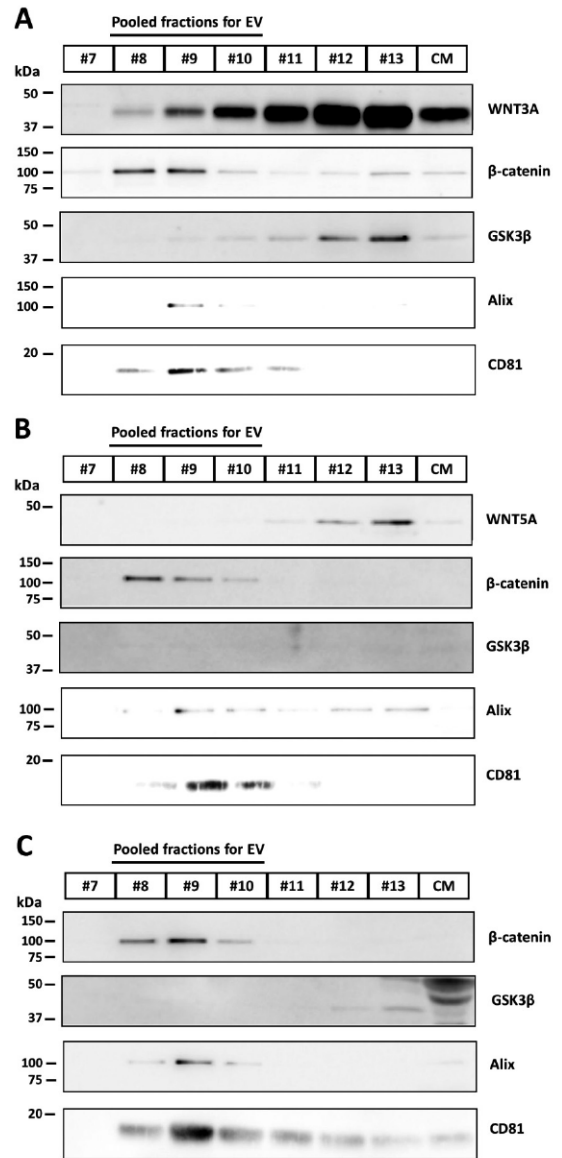 A
Pooled fractions for EV
#7 #8 #9 #10 #11 #12 #13 CM
kDa
50
37
WNT3A
150
100
75
β-catenin
50
37
GSK3β
150
100
Alix
20
CD81
B
Pooled fractions for EV
#7 #8 #9 #10 #11 #12 #13 CM
kDa
50
WNT5A
150
100
75
β-catenin
50
37
GSK3β
100
75
Alix
20
CD81
C
Pooled fractions for EV
#7 #8 #9 #10 #11 #12 #13 CM
kDa
150
100
75
β-catenin
50
37
GSK3β
100
75
Alix
20
CD81